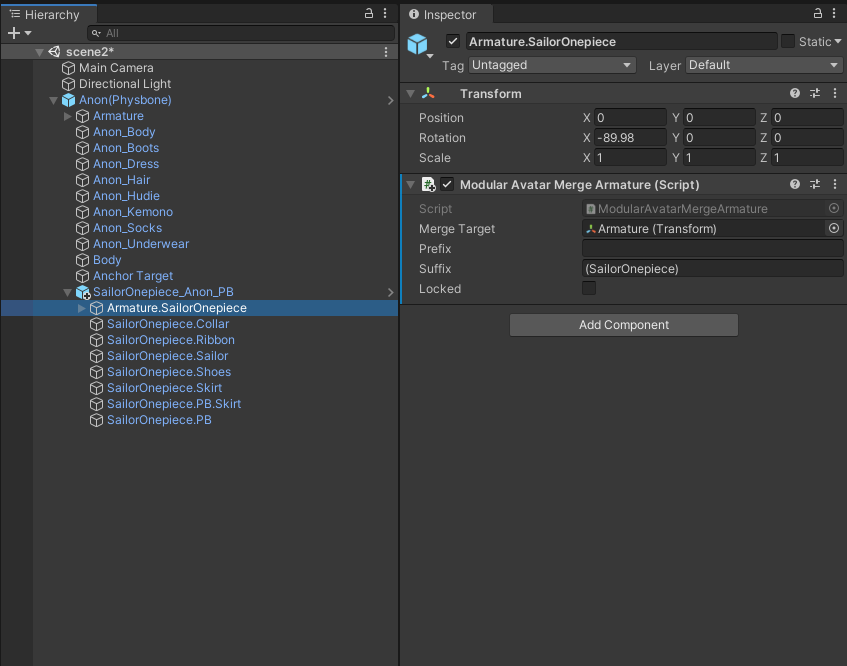 Hierarchy
All
scene2*
Main Camera
Directional Light
Anon(Physbone)
Armature
Anon_Body
Anon_Boots
Anon_Dress
Anon_Hair
Anon_Hudie
Anon_Kemono
Anon_Socks
Anon_Underwear
Body
Anchor Target
SailorOnepiece_Anon_PB
Armature.SailorOnepiece
SailorOnepiece.Collar
SailorOnepiece.Ribbon
SailorOnepiece.Sailor
SailorOnepiece.Shoes
SailorOnepiece.Skirt
SailorOnepiece.PB.Skirt
SailorOnepiece.PB
Inspector
Armature.SailorOnepiece Static
Tag Untagged Layer Default
Transform
Position X 0 Y 0 Z 0
Rotation X -89.98 Y 0 Z 0
Scale X 1 Y 1 Z 1
Modular Avatar Merge Armature (Script)
Script ModularAvatarMergeArmature
Merge Target Armature (Transform)
Prefix
Suffix (SailorOnepiece)
Locked
Add Component